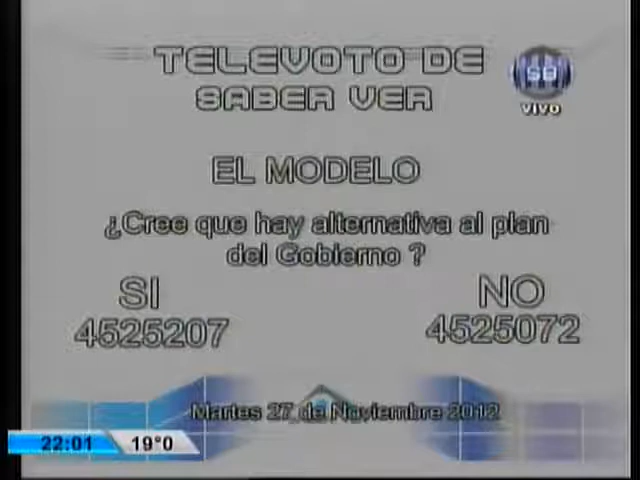 TELEVOTO DE
SABER VER
VIVO
EL MODELO
¿Cree que hay alternativa al plan
del Gobierno ?
SI
NO
4525207
4525072
Martes 27 de Noviembre 2012
22:01
19°0